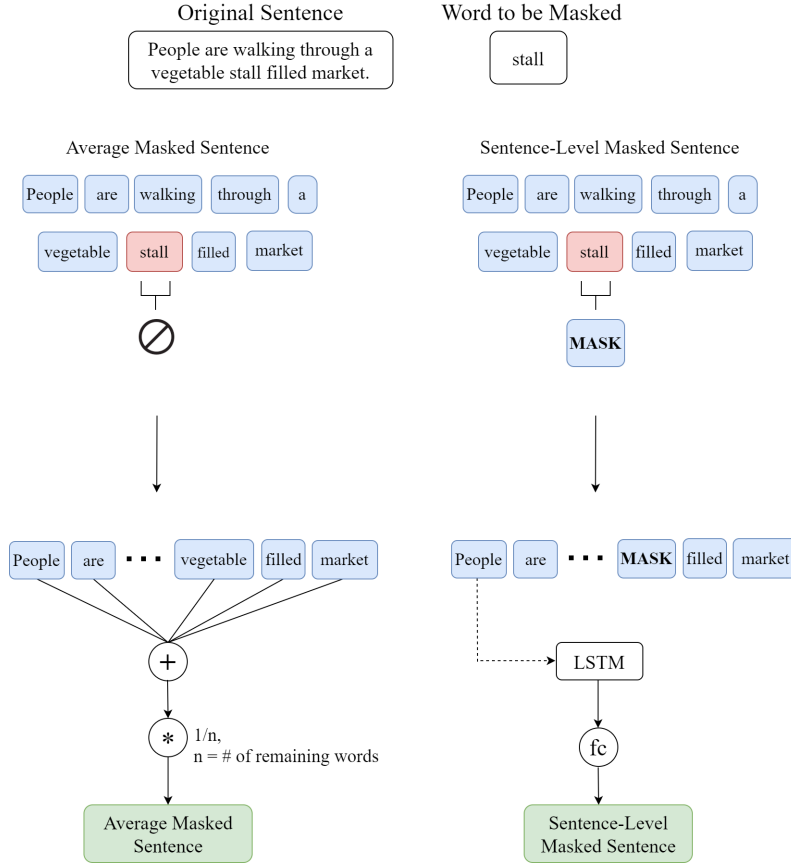 Original Sentence
Word to be Masked
People are walking through a
vegetable stall filled market.
stall
Average Masked Sentence
People are walking through a
vegetable stall filled market
Sentence-Level Masked Sentence
People are walking through a
vegetable stall filled market
MASK
People are ... vegetable filled market
+
*
1/n,
n = # of remaining words
Average Masked
Sentence
People are ... MASK filled market
LSTM
fc
Sentence-Level
Masked Sentence